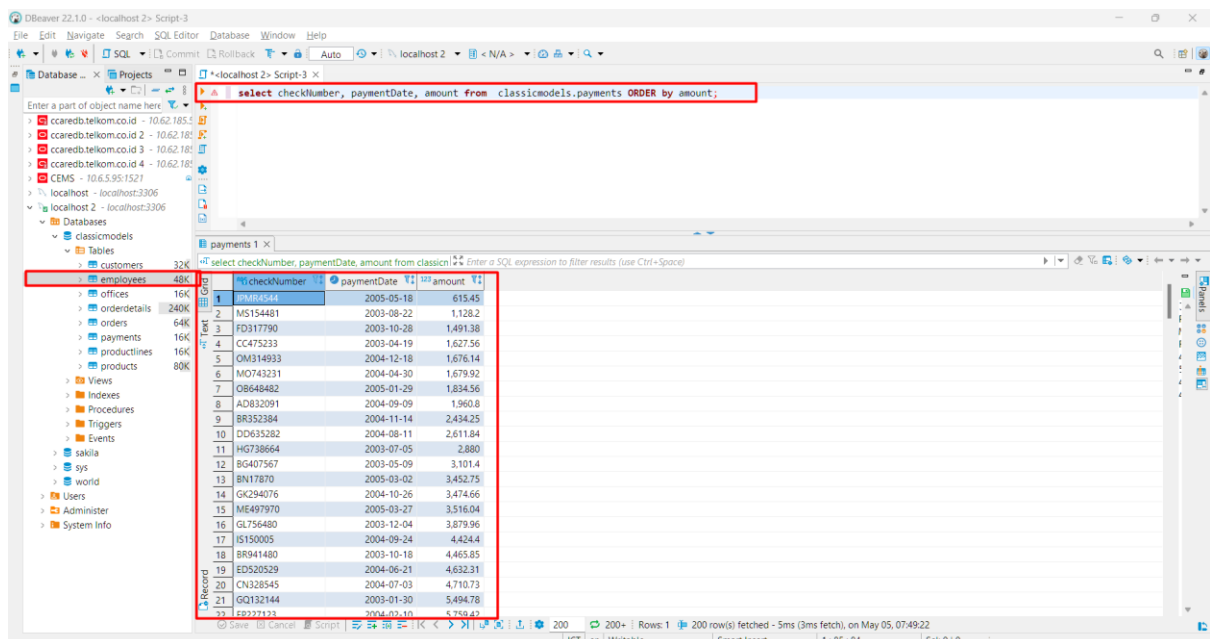 DBeaver 22.1.0 - <localhost 2> Script-3
File Edit Navigate Search SQL Editor Database Window Help
SQL Commit Rollback Auto localhost 2 < N/A >
Database ... Projects *<localhost 2> Script-3
select checkNumber, paymentDate, amount from classicmodels.payments ORDER by amount;
Enter a part of object name here
ccaredb.telkom.co.id - 10.62.185.5
ccaredb.telkom.co.id 2 - 10.62.185
ccaredb.telkom.co.id 3 - 10.62.185
ccaredb.telkom.co.id 4 - 10.62.185
CEMS - 10.6.5.95:1521
localhost - localhost:3306
localhost 2 - localhost:3306
Databases
classicmodels
Tables
customers 32K
employees 48K
offices 16K
orderdetails 240K
orders 64K
payments 16K
productlines 16K
products 80K
Views
Indexes
Procedures
Triggers
Events
sakila
sys
world
Users
Administer
System Info
payments 1
select checkNumber, paymentDate, amount from classicn Enter a SQL expression to filter results (use Ctrl+Space)
Grid
Text
Record
Panels
checkNumber paymentDate 123 amount
1 JPMR4544 2005-05-18 615.45
2 MS154481 2003-08-22 1,128.2
3 FD317790 2003-10-28 1,491.38
4 CC475233 2003-04-19 1,627.56
5 OM314933 2004-12-18 1,676.14
6 MO743231 2004-04-30 1,679.92
7 OB648482 2005-01-29 1,834.56
8 AD832091 2004-09-09 1,960.8
9 BR352384 2004-11-14 2,434.25
10 DD635282 2004-08-11 2,611.84
11 HG738664 2003-07-05 2,880
12 BG407567 2003-05-09 3,101.4
13 BN17870 2005-03-02 3,452.75
14 GK294076 2004-10-26 3,474.66
15 ME497970 2005-03-27 3,516.04
16 GL756480 2003-12-04 3,879.96
17 IS150005 2004-09-24 4,424.4
18 BR941480 2003-10-18 4,465.85
19 ED520529 2004-06-21 4,632.31
20 CN328545 2004-07-03 4,710.73
21 GQ132144 2003-01-30 5,494.78
22 FP227123 2004-02-10 5,759.42
Save Cancel Script 200 200+ Rows: 1 200 row(s) fetched - 5ms (3ms fetch), on May 05, 07:49:22